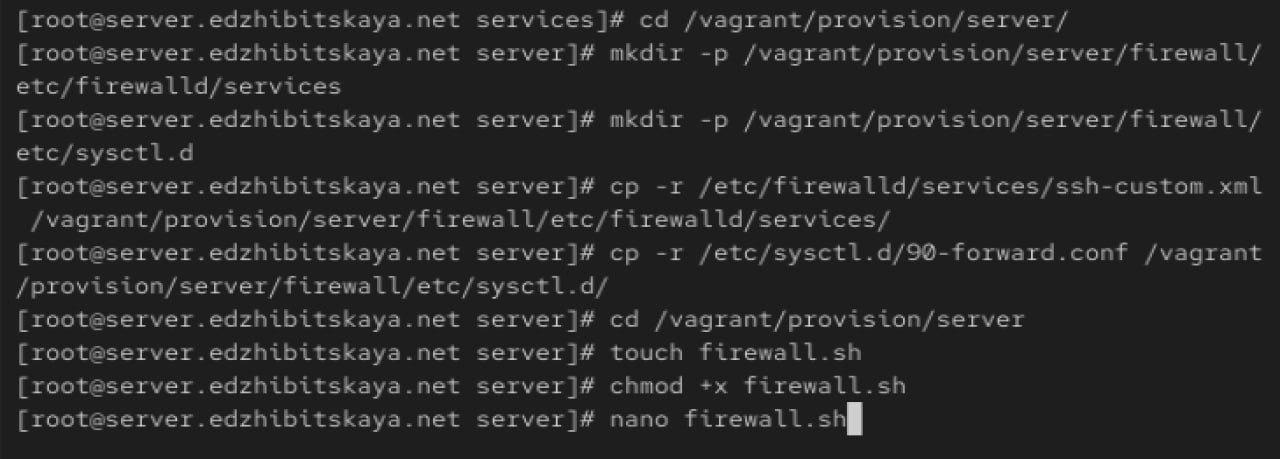 [root@server.edzhibitskaya.net services]# cd /vagrant/provision/server/
[root@server.edzhibitskaya.net server]# mkdir -p /vagrant/provision/server/firewall/
etc/firewalld/services
[root@server.edzhibitskaya.net server]# mkdir -p /vagrant/provision/server/firewall/
etc/sysctl.d
[root@server.edzhibitskaya.net server]# cp -r /etc/firewalld/services/ssh-custom.xml
 /vagrant/provision/server/firewall/etc/firewalld/services/
[root@server.edzhibitskaya.net server]# cp -r /etc/sysctl.d/90-forward.conf /vagrant
/provision/server/firewall/etc/sysctl.d/
[root@server.edzhibitskaya.net server]# cd /vagrant/provision/server
[root@server.edzhibitskaya.net server]# touch firewall.sh
[root@server.edzhibitskaya.net server]# chmod +x firewall.sh
[root@server.edzhibitskaya.net server]# nano firewall.sh